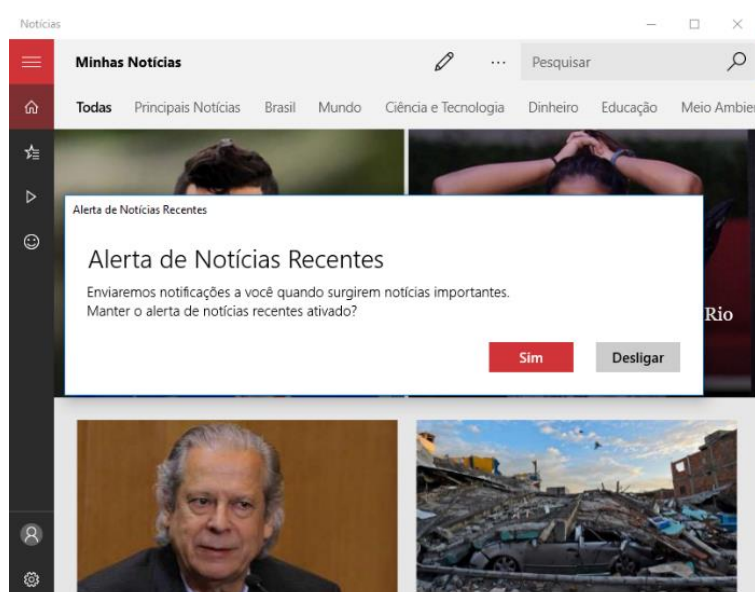 Notícias
Minhas Notícias
...
Pesquisar
Todas Principais Notícias Brasil Mundo Ciência e Tecnologia Dinheiro Educação Meio Ambie
Alerta de Notícias Recentes
Alerta de Notícias Recentes
Enviaremos notificações a você quando surgirem notícias importantes.
Manter o alerta de notícias recentes ativado?
Rio
Sim Desligar